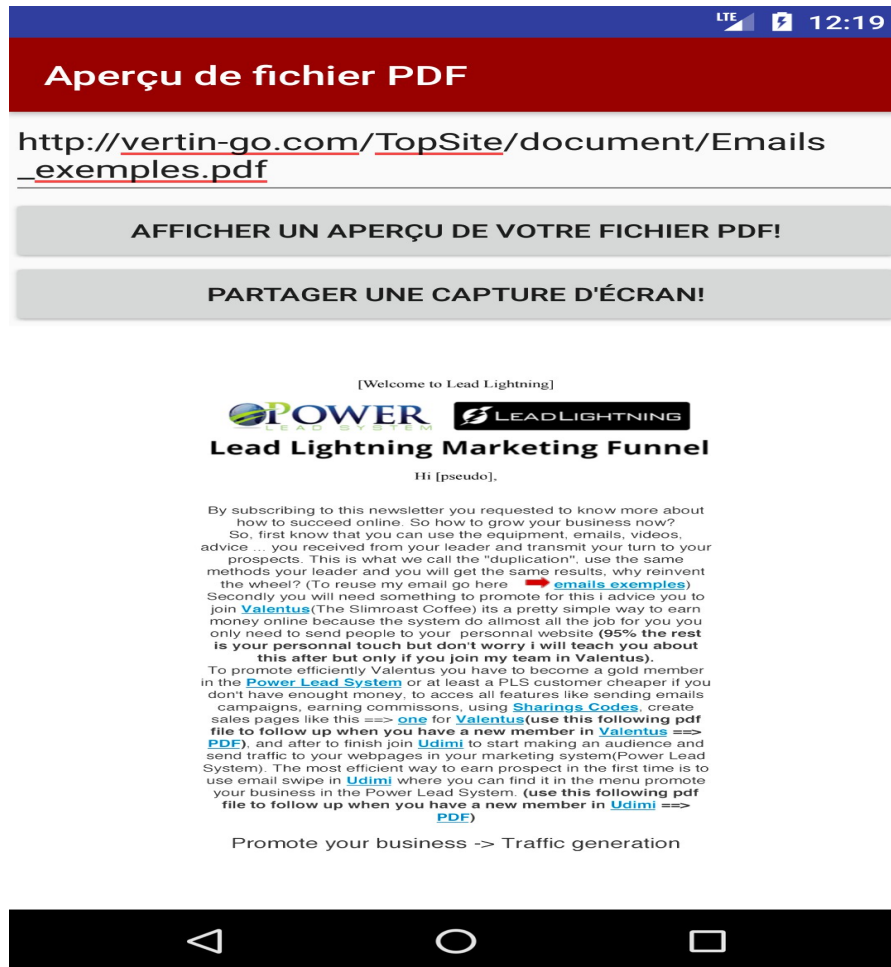 LTE 12:19
Aperçu de fichier PDF
http://vertin-go.com/TopSite/document/Emails
_exemples.pdf
AFFICHER UN APERÇU DE VOTRE FICHIER PDF!
PARTAGER UNE CAPTURE D'ÉCRAN!
[Welcome to Lead Lightning]
POWER LEADLIGHTNING
LEAD SYSTEM
Lead Lightning Marketing Funnel
Hi [pseudo],
By subscribing to this newsletter you requested to know more about
how to succeed online. So how to grow your business now?
So, first know that you can use the equipment, emails, videos,
advice ... you received from your leader and transmit your turn to your
prospects. This is what we call the "duplication", use the same
methods your leader and you will get the same results, why reinvent
the wheel? (To reuse my email go here emails exemples)
Secondly you will need something to promote for this i advice you to
join Valentus(The Slimroast Coffee) its a pretty simple way to earn
money online because the system do allmost all the job for you you
only need to send people to your personnal website (95% the rest
is your personnal touch but don't worry i will teach you about
this after but only if you join my team in Valentus).
To promote efficiently Valentus you have to become a gold member
in the Power Lead System or at least a PLS customer cheaper if you
don't have enought money, to acces all features like sending emails
campaigns, earning commissons, using Sharings Codes, create
sales pages like this ==> one for Valentus(use this following pdf
file to follow up when you have a new member in Valentus ==>
PDF), and after to finish join Udimi to start making an audience and
send traffic to your webpages in your marketing system(Power Lead
System). The most efficient way to earn prospect in the first time is to
use email swipe in Udimi where you can find it in the menu promote
your business in the Power Lead System. (use this following pdf
file to follow up when you have a new member in Udimi ==>
PDF)
Promote your business -> Traffic generation